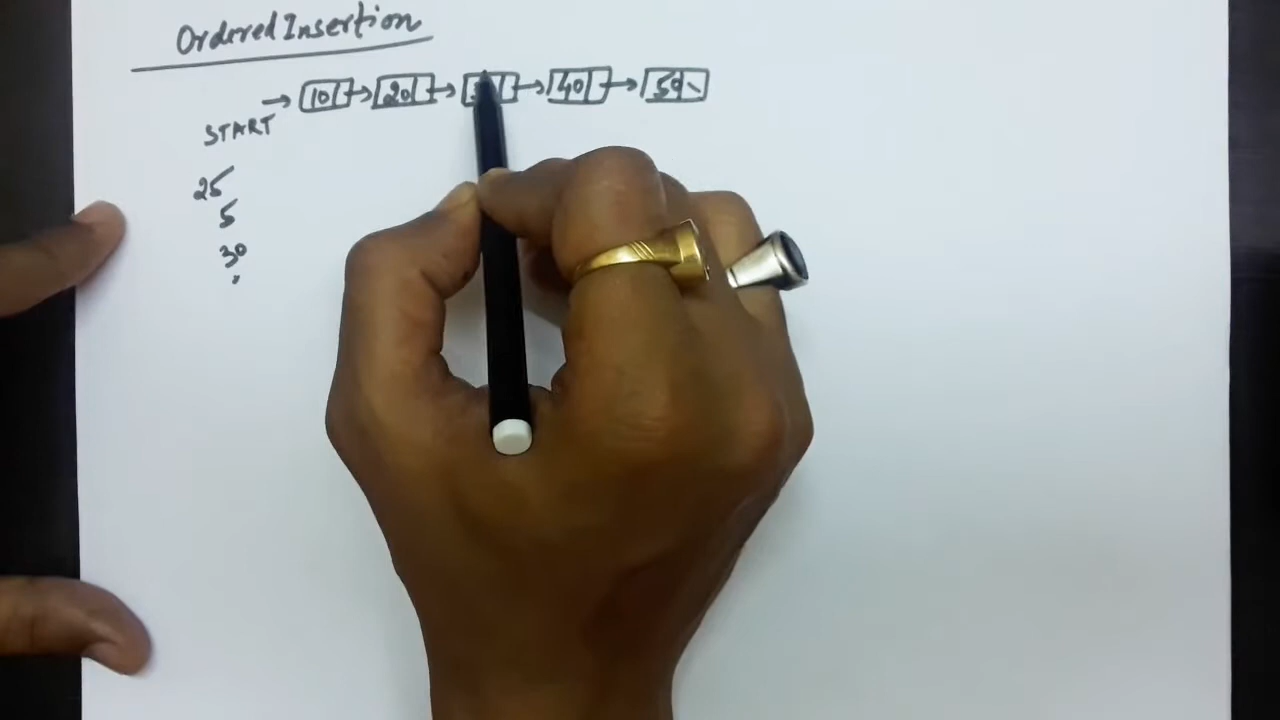 Ordered Insertion
→ 10 → 20 → → 40 → 50
START
25
5
30